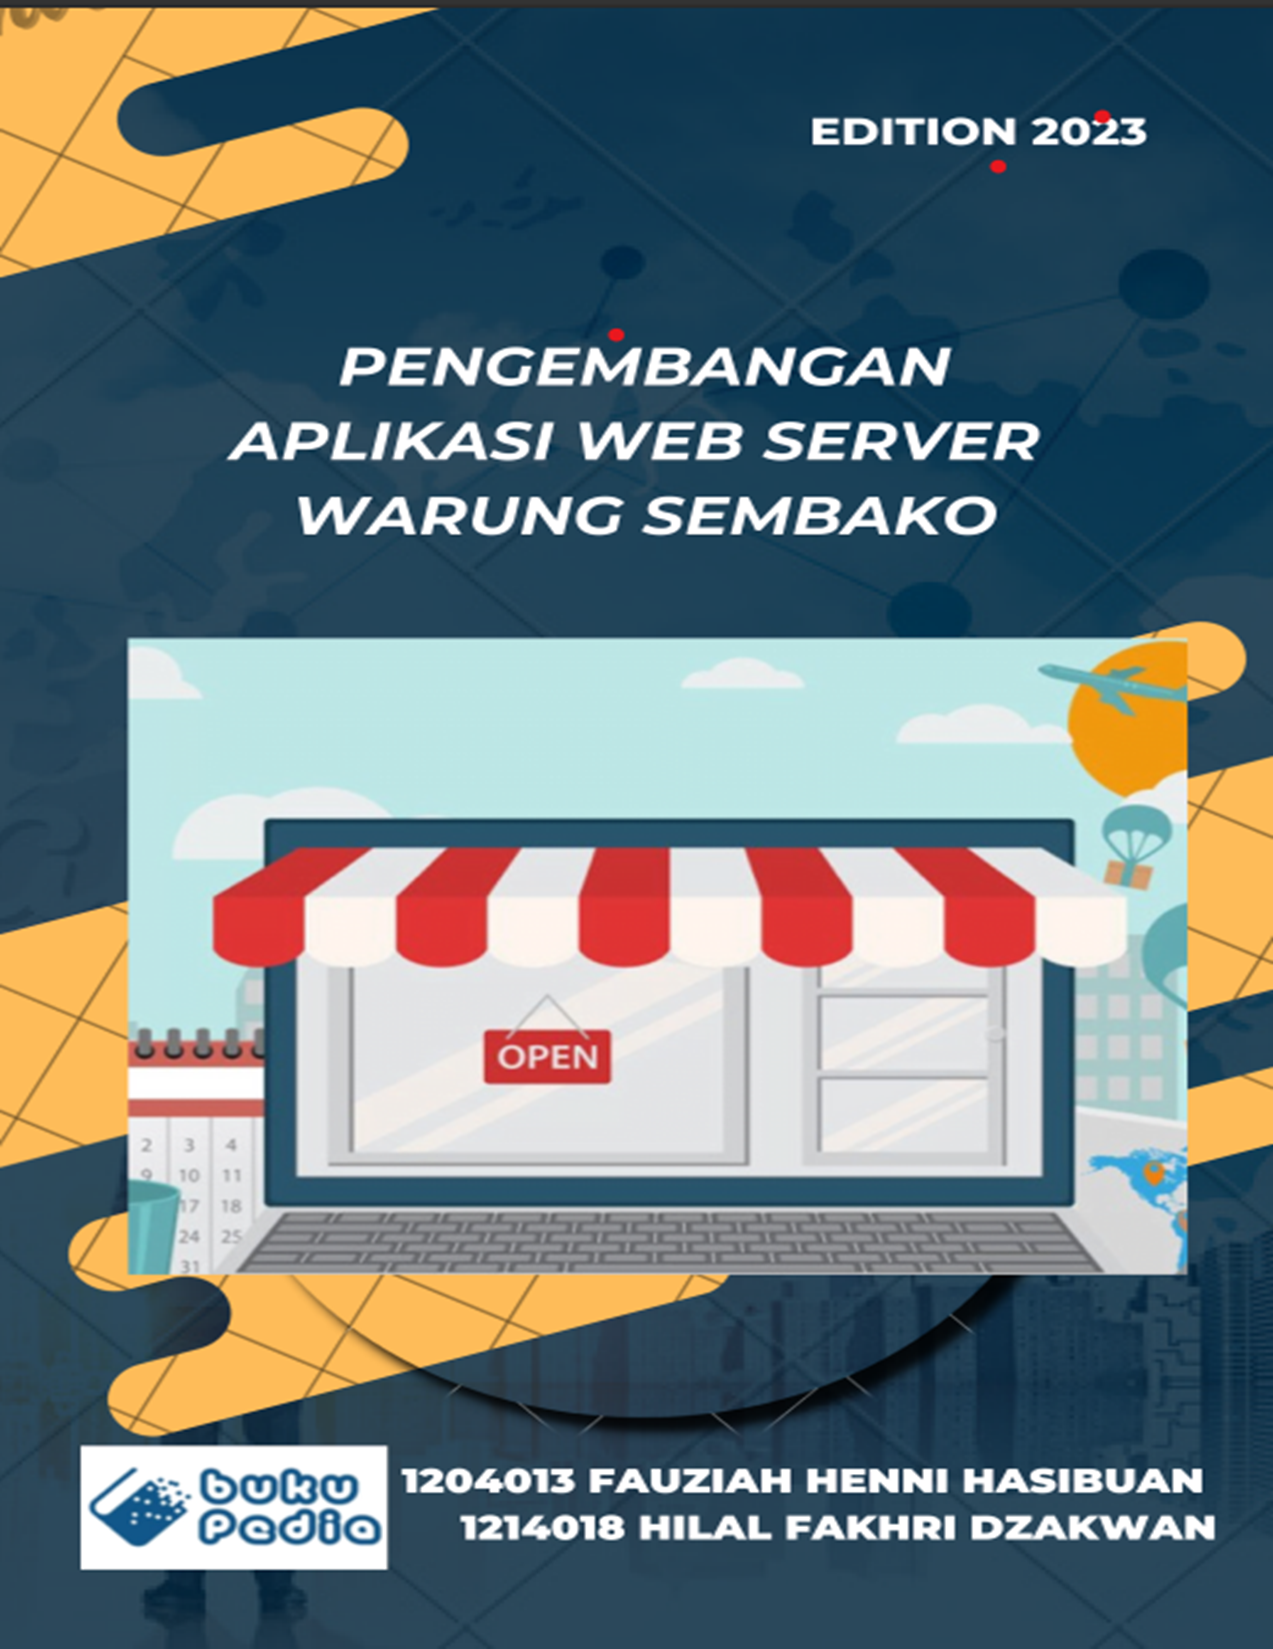 EDITION 2023
PENGEMBANGAN
APLIKASI WEB SERVER
WARUNG SEMBAKO
OPEN
2 3 4
9 10 11
17 18
24 25
31
buku
Pedia
1204013 FAUZIAH HENNI HASIBUAN
1214018 HILAL FAKHRI DZAKWAN